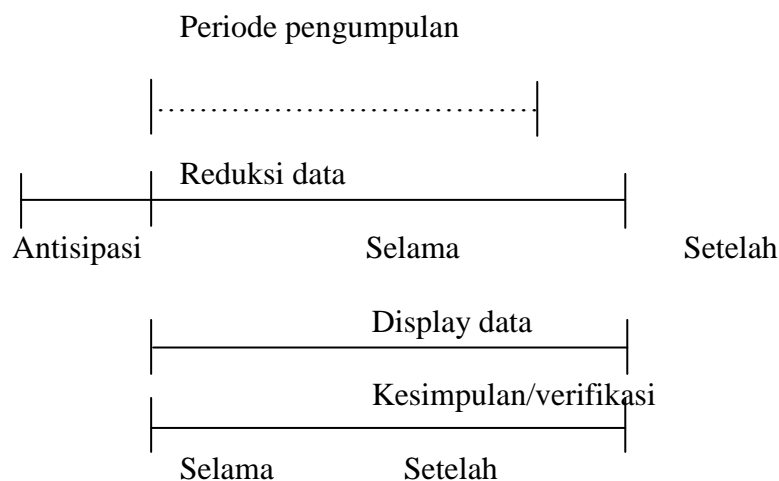 Periode pengumpulan
Reduksi data
Antisipasi Selama Setelah
Display data
Kesimpulan/verifikasi
Selama Setelah